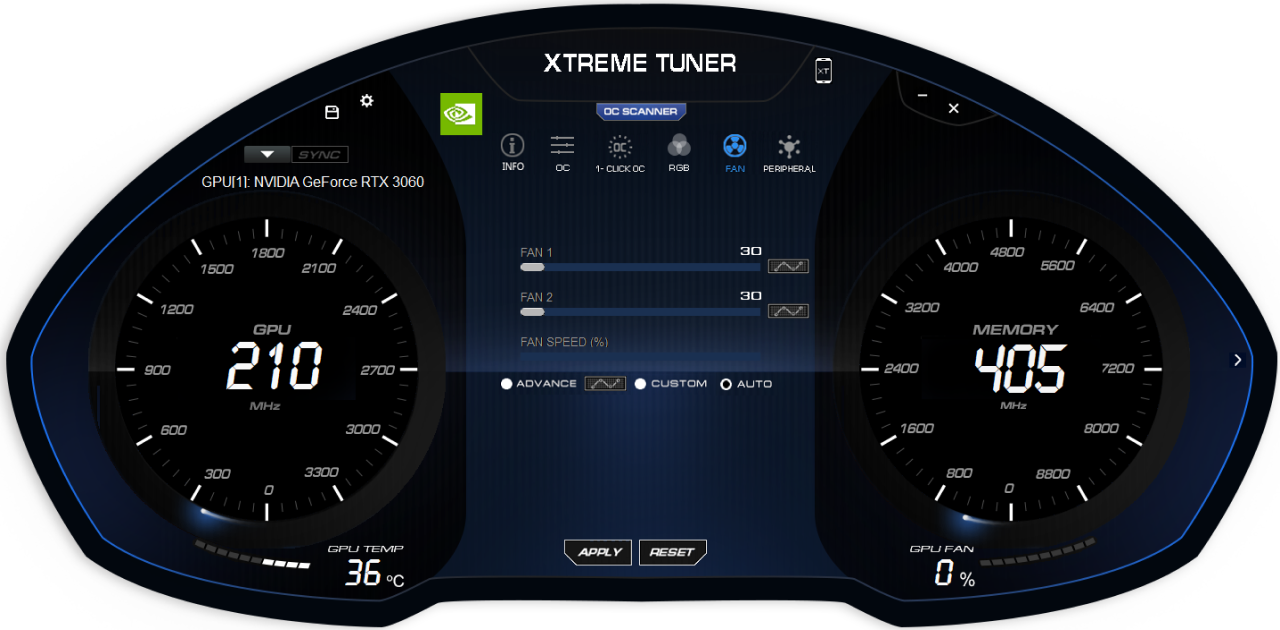 XTREME TUNER
XT
OC SCANNER
SYNC
GPU[1]: NVIDIA GeForce RTX 3060
INFO
OC
OC
1- CLICK OC
RGB
FAN
PERIPHERAL
0
300
600
900
1200
1500
1800
2100
2400
2700
3000
3300
GPU
210
MHz
GPU TEMP
36 °C
FAN 1 30
FAN 2 30
FAN SPEED (%)
ADVANCE CUSTOM AUTO
APPLY RESET
0
800
1600
2400
3200
4000
4800
5600
6400
7200
8000
8800
MEMORY
405
MHz
GPU FAN
0 %